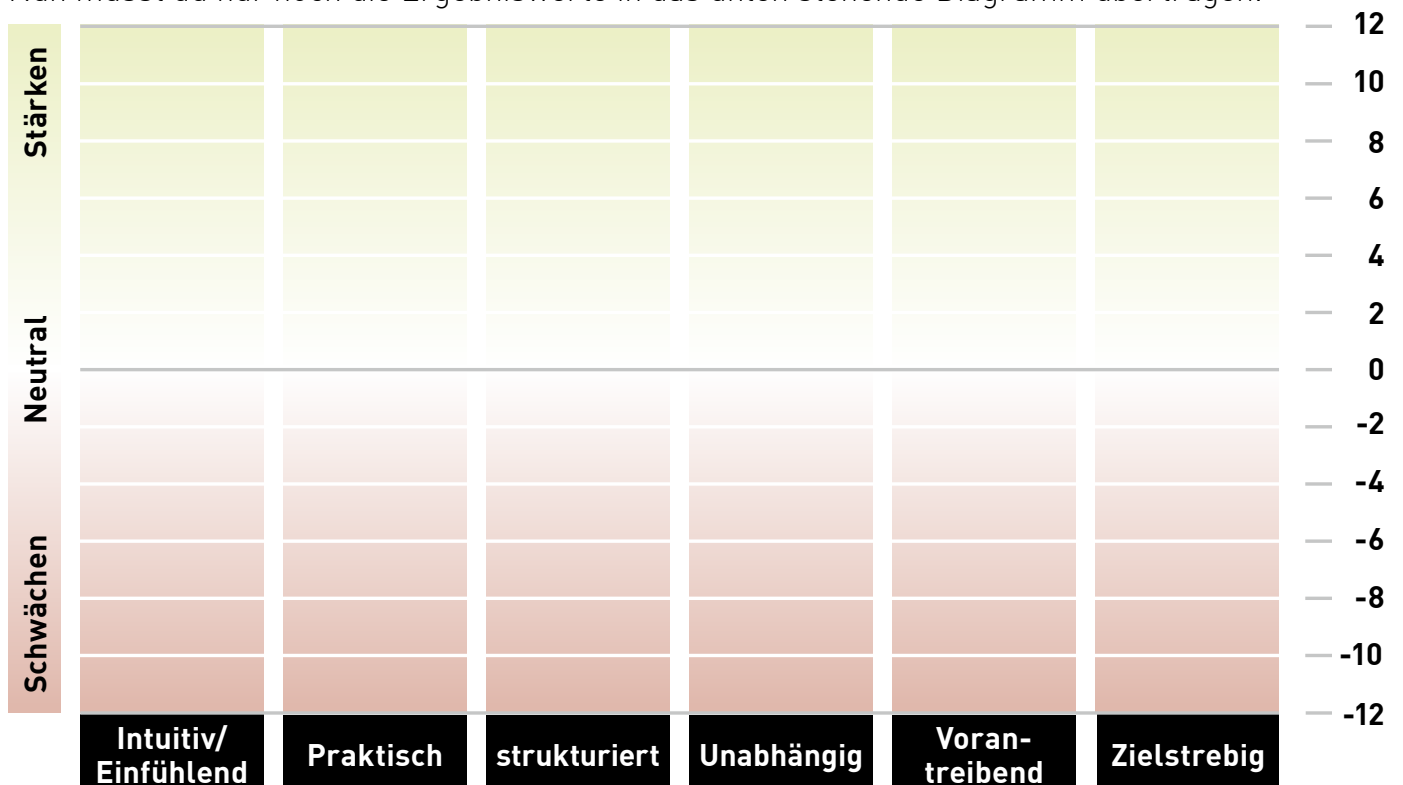 Nun musst du nur noch die Ergebniswerte in das unten stehende Diagramm übertragen.
Stärken
Neutral
Schwächen
12
10
8
6
4
2
0
-2
-4
-6
-8
-10
-12
Intuitiv/
Einfühlend
Praktisch
strukturiert
Unabhängig
Voran-
treibend
Zielstrebig